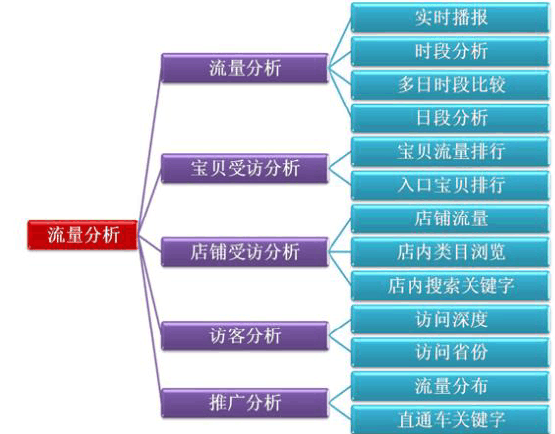 流量分析
流量分析
实时播报
时段分析
多日时段比较
日段分析
宝贝受访分析
宝贝流量排行
入口宝贝排行
店铺受访分析
店铺流量
店内类目浏览
店内搜索关键字
访客分析
访问深度
访问省份
推广分析
流量分布
直通车关键字